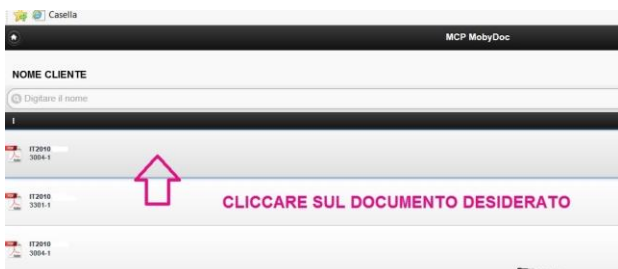 Casella
MCP MobyDoc
NOME CLIENTE
Digitare il nome
I
IT2010
3004-1
IT2010
3301-1
CLICCARE SUL DOCUMENTO DESIDERATO
IT2010
3004-1